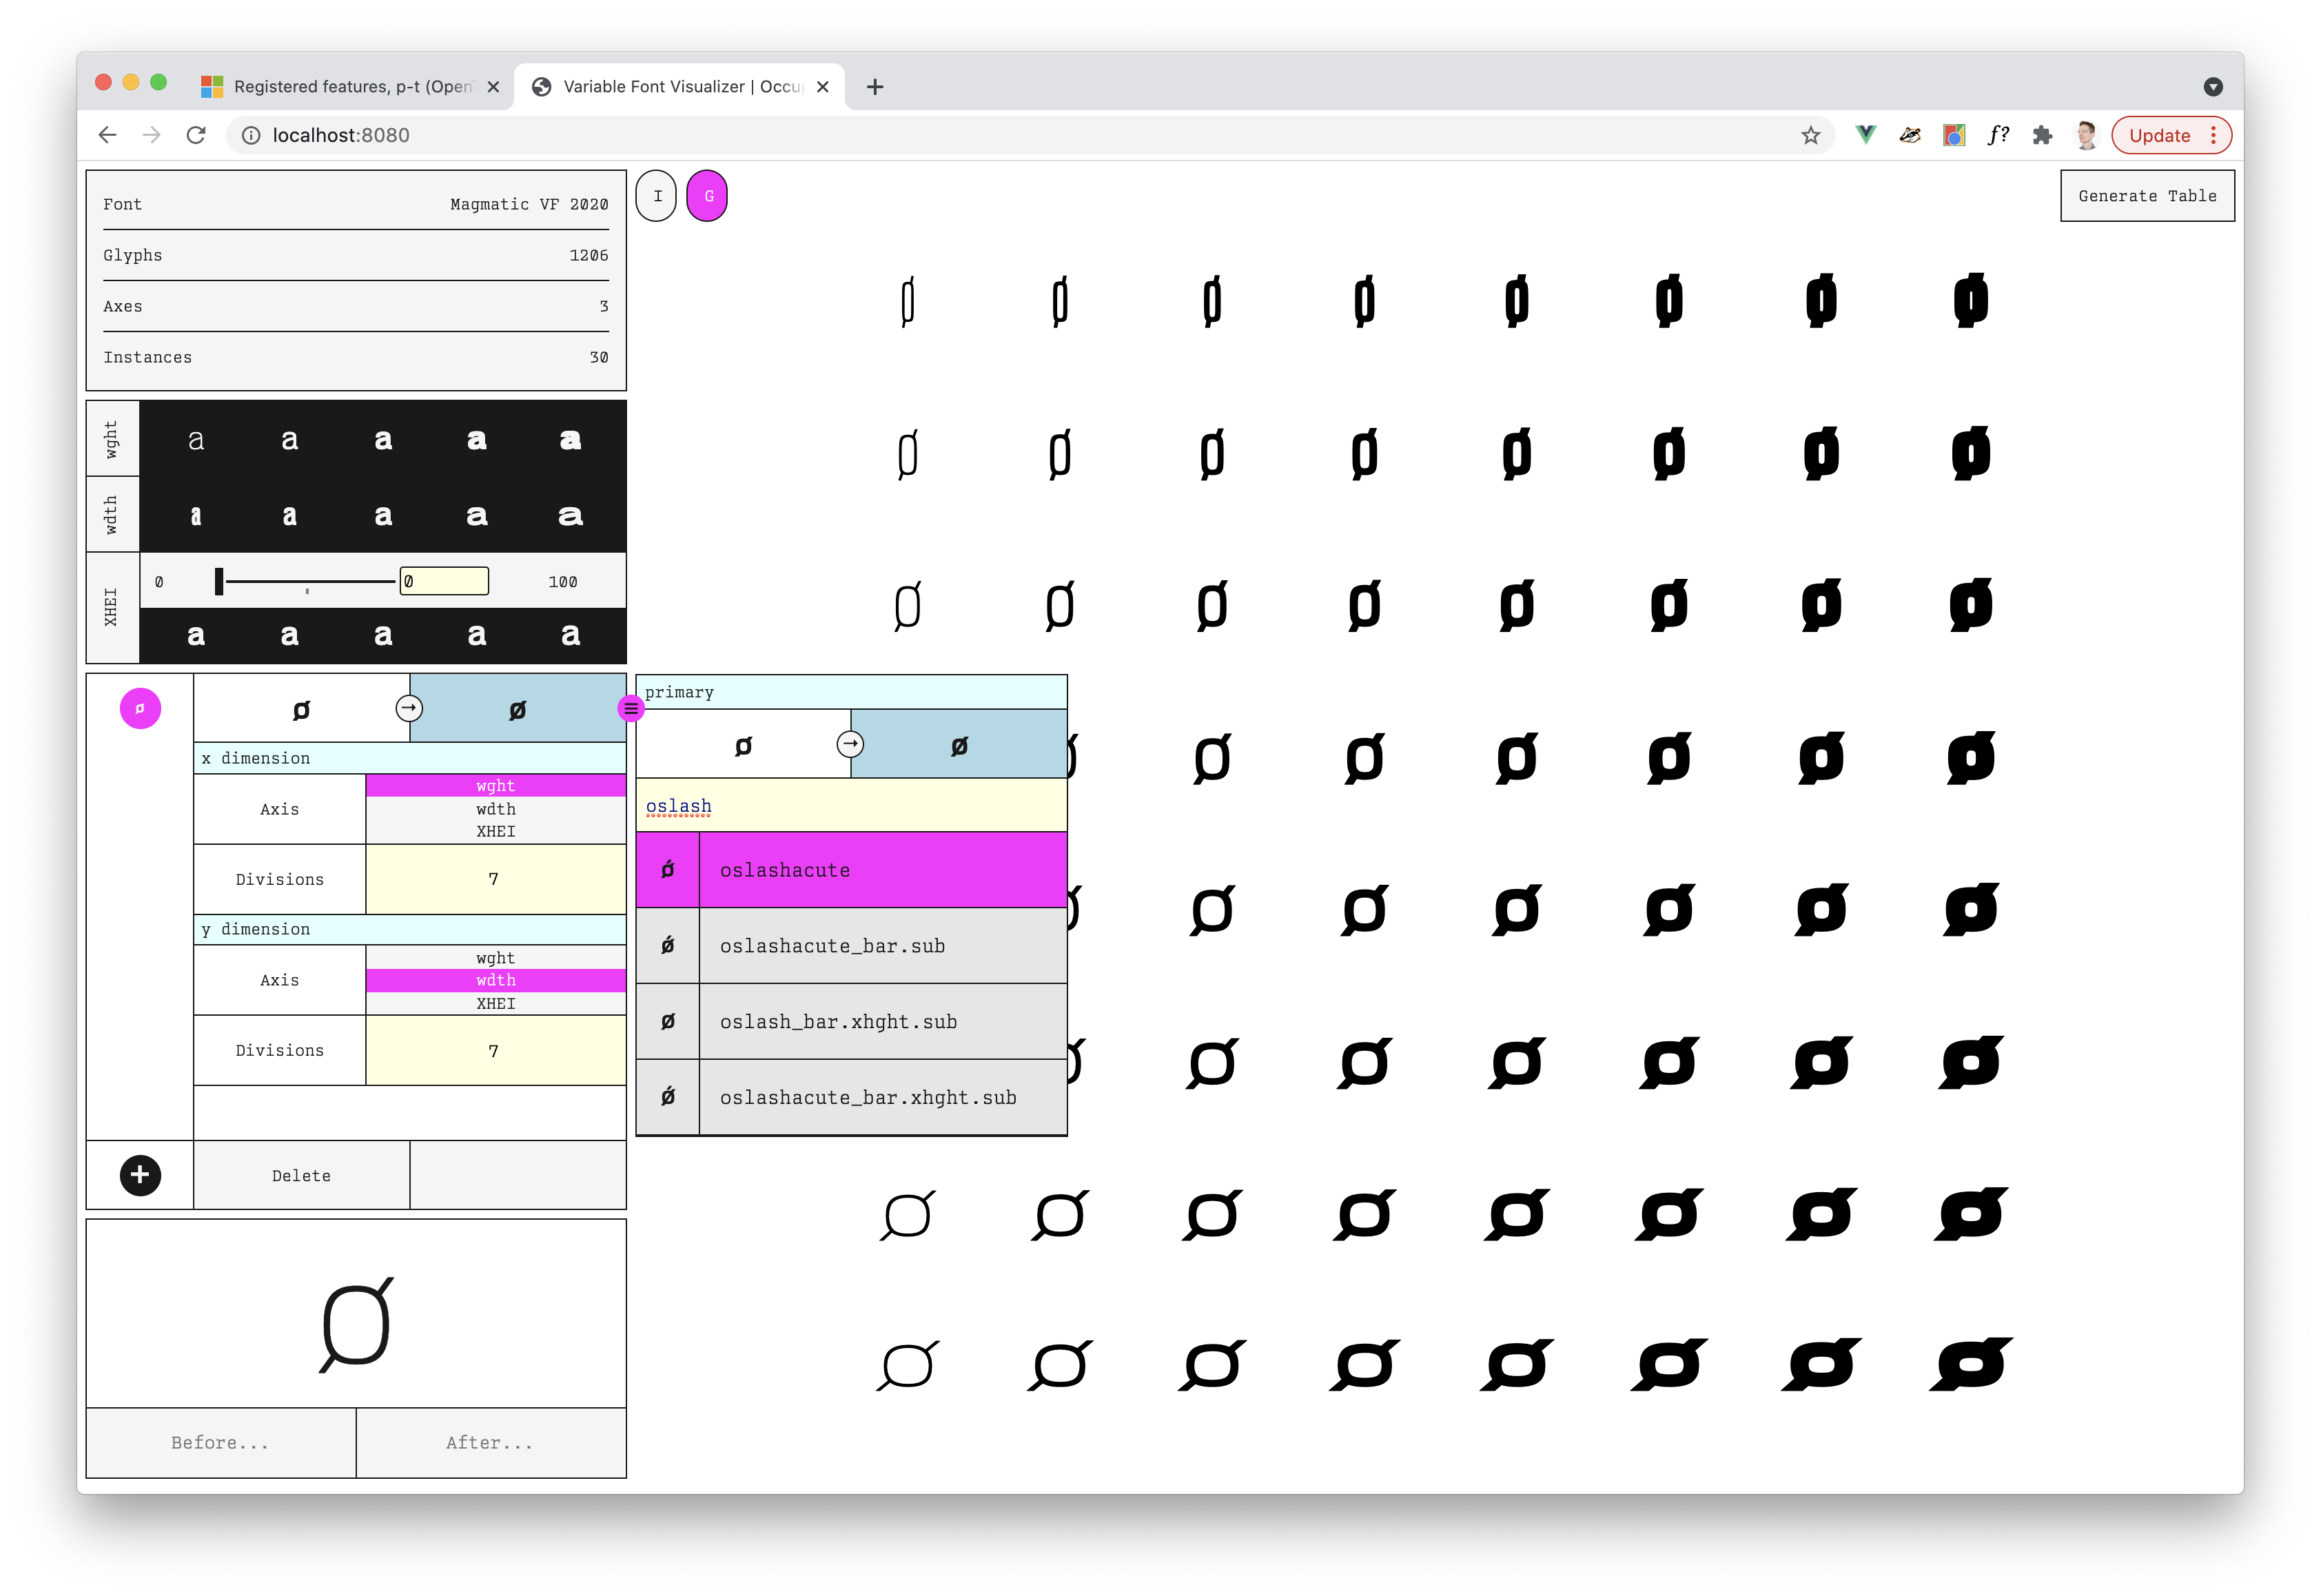 Registered features, p-t (Open
Variable Font Visualizer | Occu
localhost:8080
f?
Update
Font Magmatic VF 2020
Glyphs 1206
Axes 3
Instances 30
wght a a a a a
wdth a a a a a
XHEI 0 0 100
a a a a a
I G
Generate Table
ø ø ø ø ø ø ø ø
ø ø ø ø ø ø ø ø
ø ø ø ø ø ø ø ø
ø ø → ø
x dimension
Axis wght
wdth
XHEI
Divisions 7
y dimension
Axis wght
wdth
XHEI
Divisions 7
+ Delete
ø
Before... After...
primary
ø → ø
oslash
ǿ oslashacute
ǿ oslashacute_bar.sub
ø oslash_bar.xhght.sub
ǿ oslashacute_bar.xhght.sub
ø ø ø ø ø ø
ø ø ø ø ø ø
ø ø ø ø ø ø
ø ø ø ø ø ø ø ø
ø ø ø ø ø ø ø ø